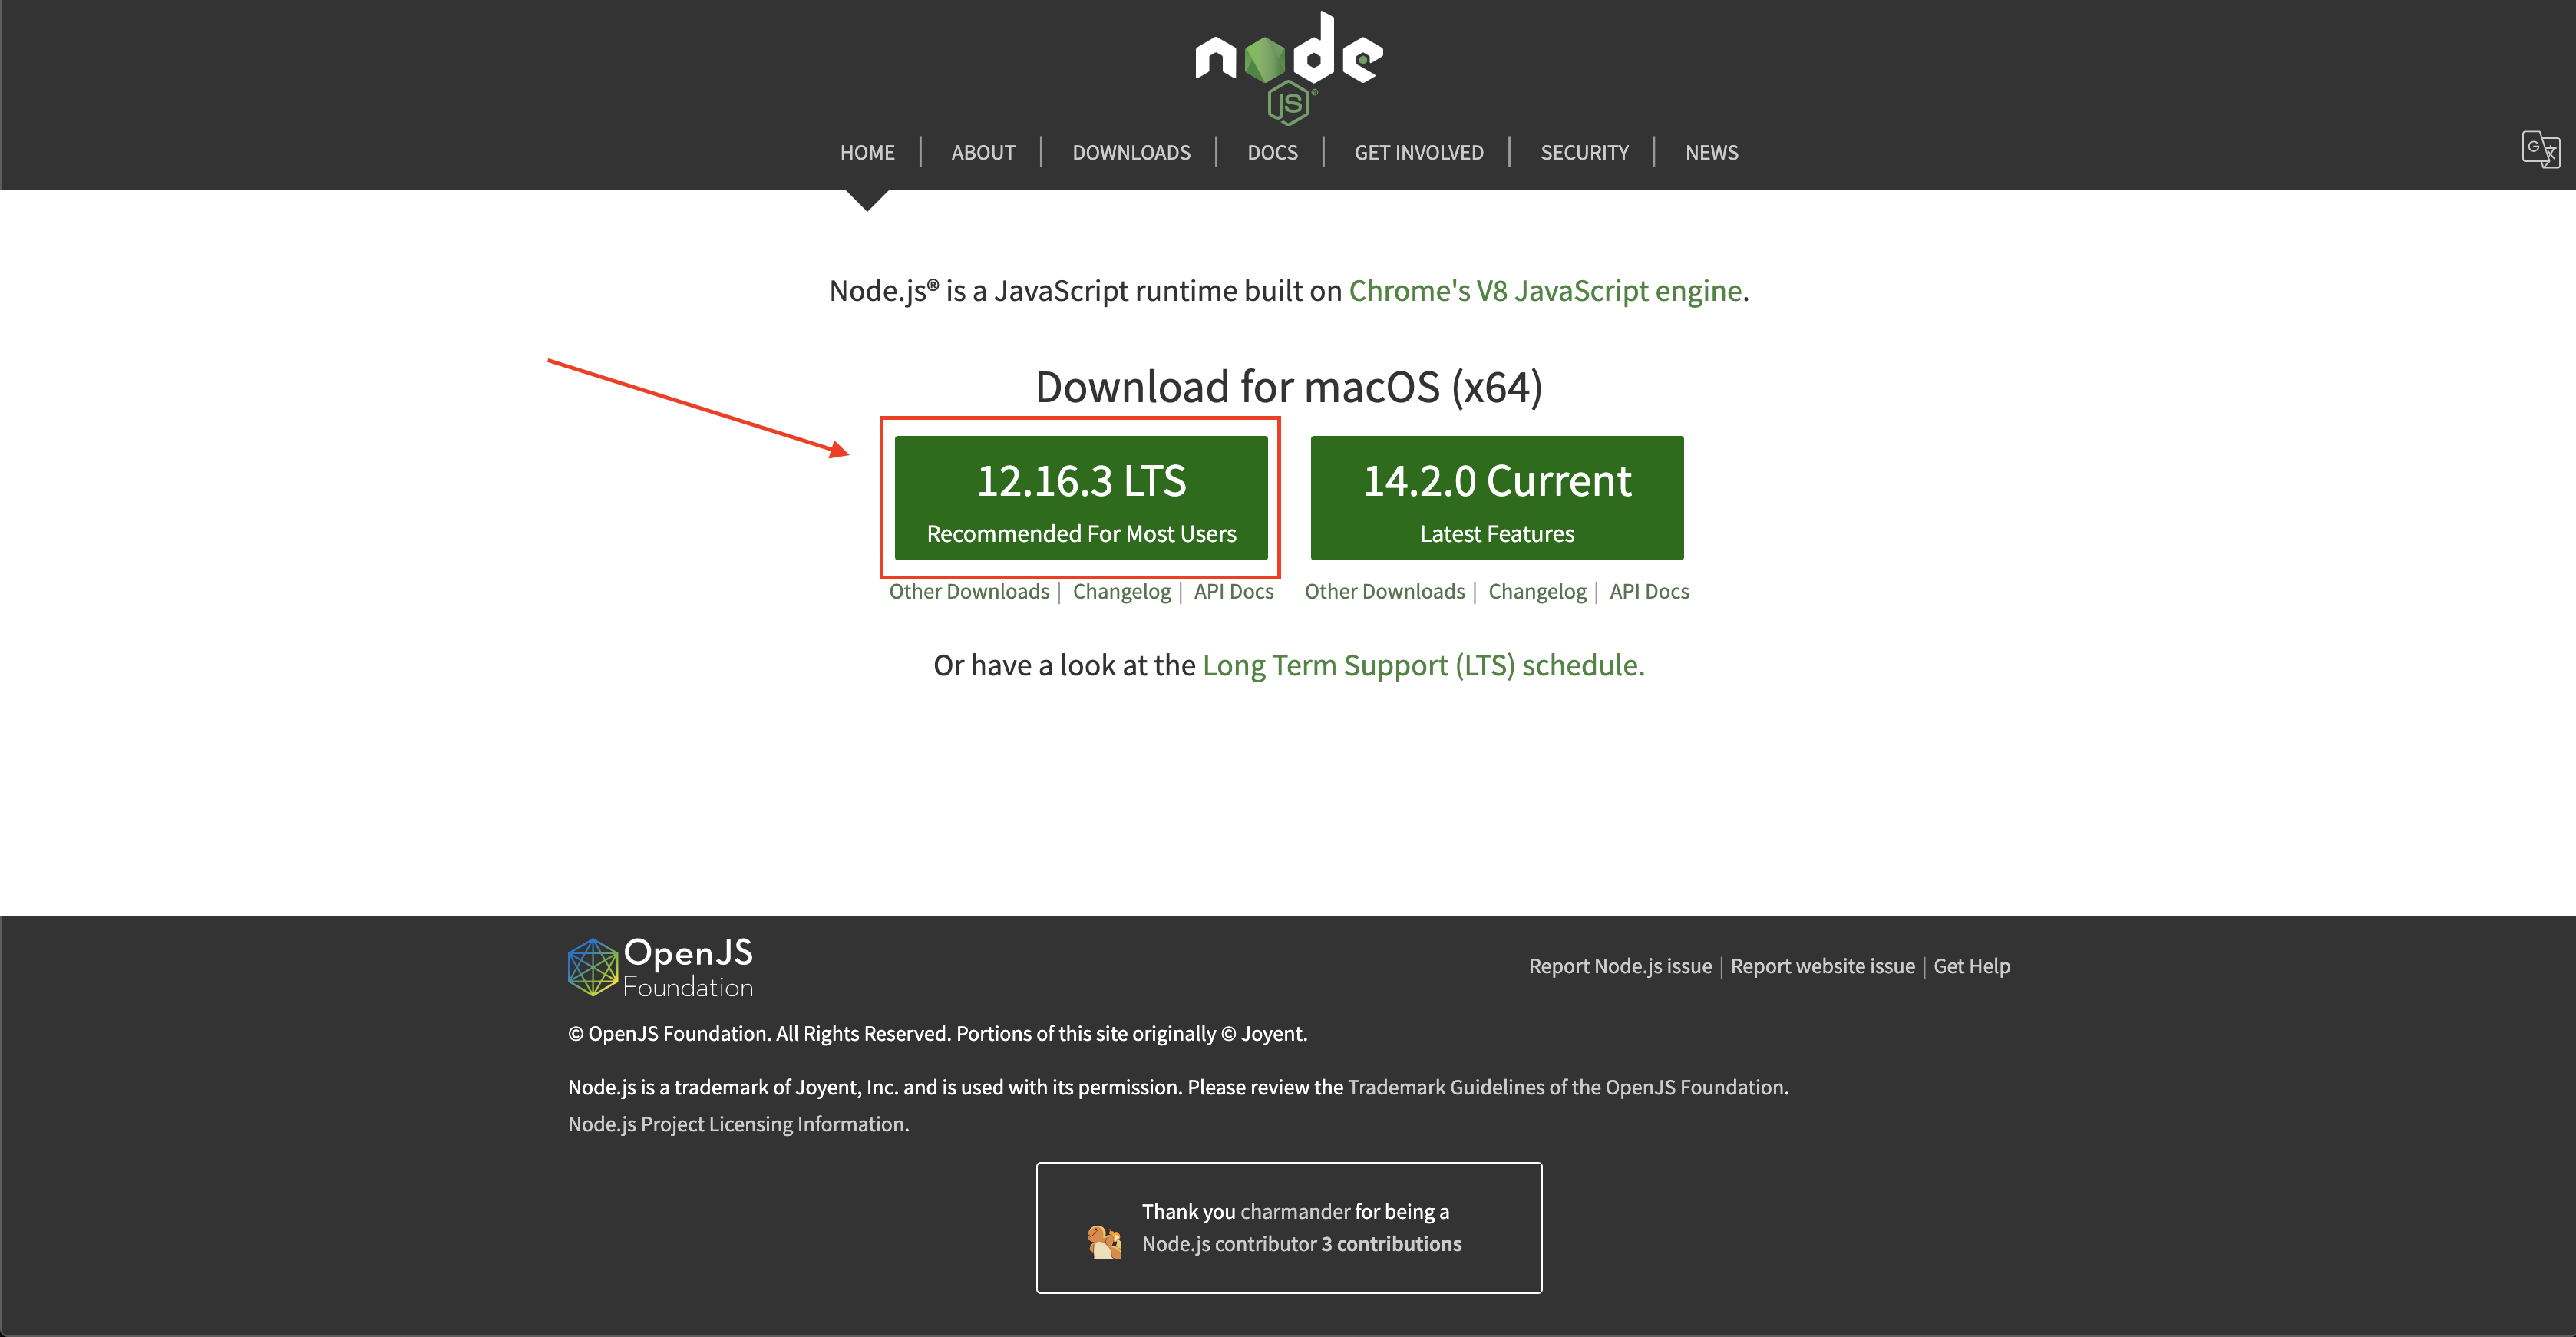 node
JS®
HOME | ABOUT | DOWNLOADS | DOCS | GET INVOLVED | SECURITY | NEWS
G文
Node.js® is a JavaScript runtime built on Chrome's V8 JavaScript engine.
Download for macOS (x64)
12.16.3 LTS
Recommended For Most Users
Other Downloads | Changelog | API Docs
14.2.0 Current
Latest Features
Other Downloads | Changelog | API Docs
Or have a look at the Long Term Support (LTS) schedule.
OpenJS
Foundation
Report Node.js issue | Report website issue | Get Help
© OpenJS Foundation. All Rights Reserved. Portions of this site originally © Joyent.
Node.js is a trademark of Joyent, Inc. and is used with its permission. Please review the Trademark Guidelines of the OpenJS Foundation.
Node.js Project Licensing Information.
Thank you charmander for being a
Node.js contributor 3 contributions